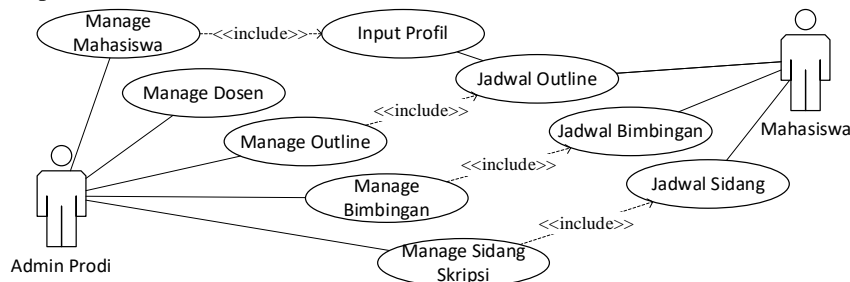 Manage
Mahasiswa
<<include>>
Input Profil
Jadwal Outline
Manage Dosen
<<include>>
Manage Outline
Jadwal Bimbingan
Mahasiswa
<<include>>
Manage
Bimbingan
Jadwal Sidang
<<include>>
Manage Sidang
Skripsi
Admin Prodi